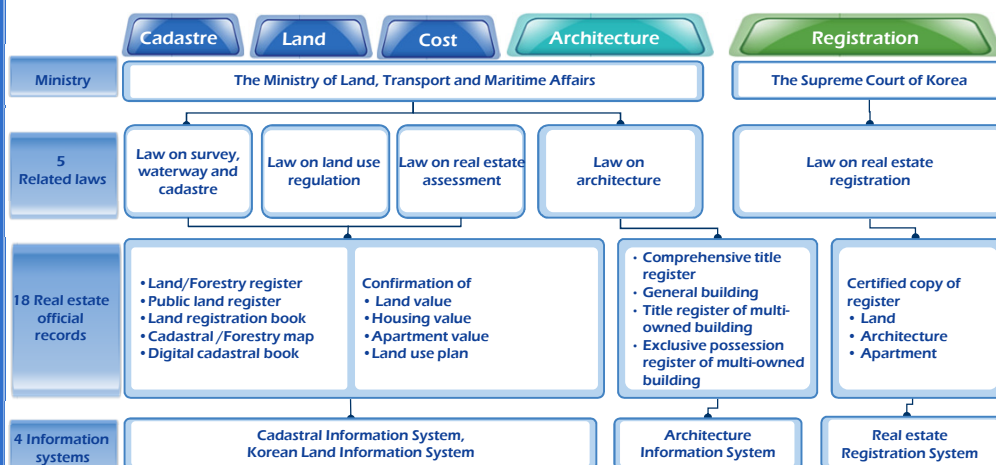 Cadastre
Land
Cost
Architecture
Registration
Ministry
The Ministry of Land, Transport and Maritime Affairs
The Supreme Court of Korea
5
Related laws
Law on survey,
waterway and
cadastre
Law on land use
regulation
Law on real estate
assessment
Law on
architecture
Law on real estate
registration
18 Real estate
official
records
• Land/Forestry register
• Public land register
• Land registration book
• Cadastral /Forestry map
• Digital cadastral book
Confirmation of
• Land value
• Housing value
• Apartment value
• Land use plan
• Comprehensive title
register
• General building
• Title register of multi-
owned building
• Exclusive possession
register of multi-owned
building
Certified copy of
register
• Land
• Architecture
• Apartment
4 Information
systems
Cadastral Information System,
Korean Land Information System
Architecture
Information System
Real estate
Registration System